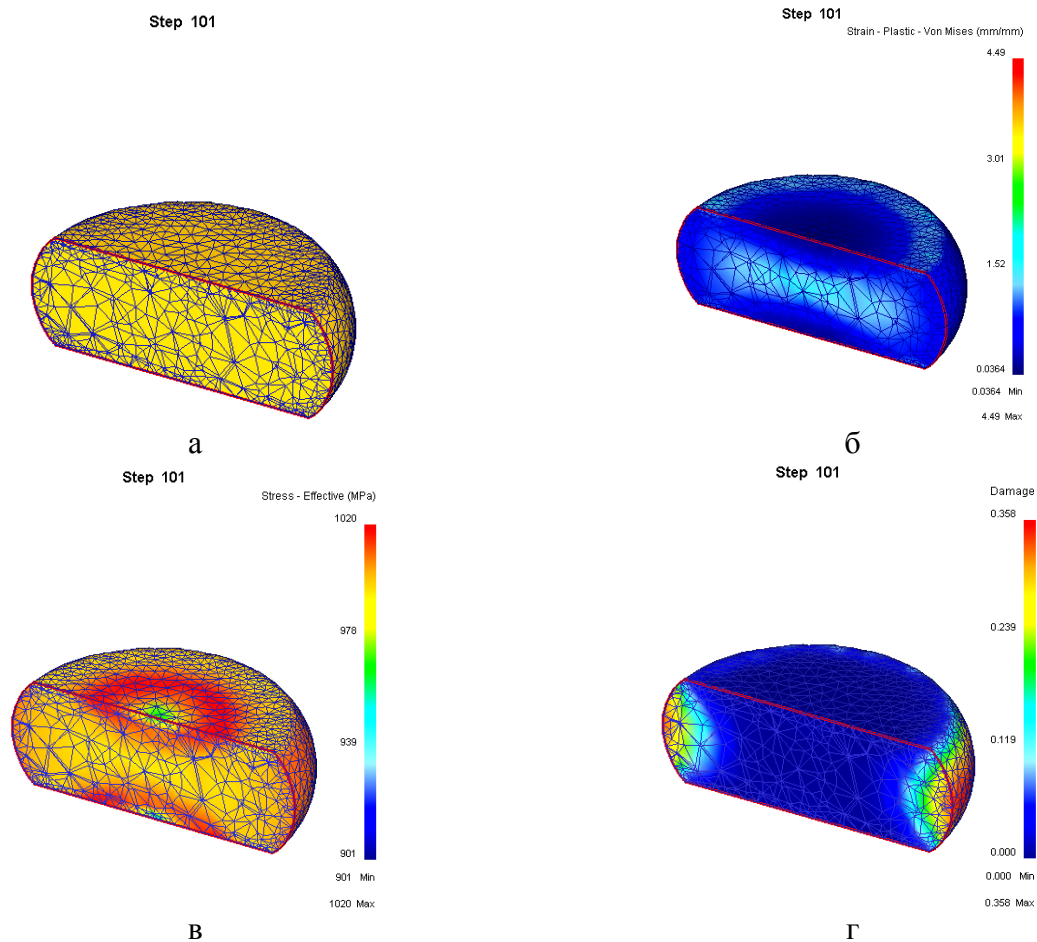 Step 101
а
Step 101
Strain - Plastic - Von Mises (mm/mm)
4.49
3.01
1.52
0.0364
0.0364 Min
4.49 Max
б
Step 101
Stress - Effective (MPa)
1020
978
939
901
901 Min
1020 Max
в
Step 101
Damage
0.358
0.239
0.119
0.000
0.000 Min
0.358 Max
г